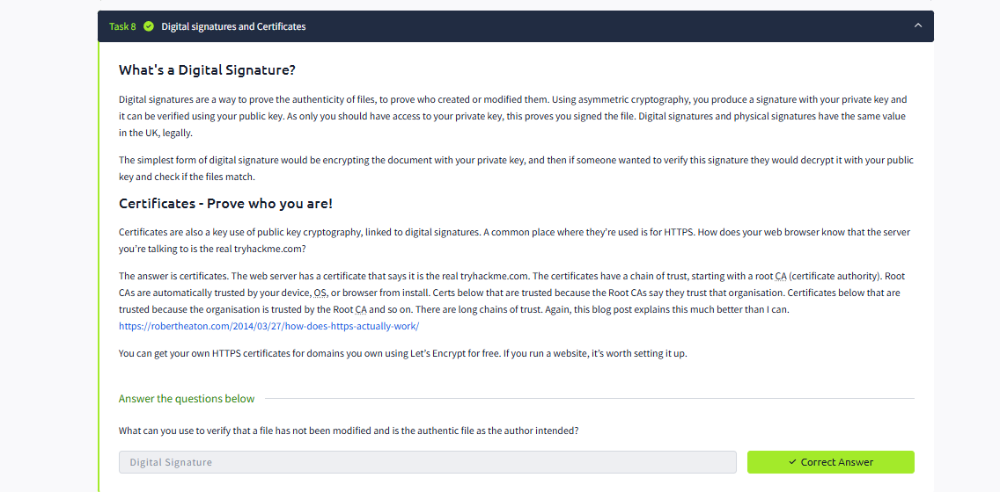 Task 8 Digital signatures and Certificates
What's a Digital Signature?
Digital signatures are a way to prove the authenticity of files, to prove who created or modified them. Using asymmetric cryptography, you produce a signature with your private key and
it can be verified using your public key. As only you should have access to your private key, this proves you signed the file. Digital signatures and physical signatures have the same value
in the UK, legally.
The simplest form of digital signature would be encrypting the document with your private key, and then if someone wanted to verify this signature they would decrypt it with your public
key and check if the files match.
Certificates - Prove who you are!
Certificates are also a key use of public key cryptography, linked to digital signatures. A common place where they're used is for HTTPS. How does your web browser know that the server
you're talking to is the real tryhackme.com?
The answer is certificates. The web server has a certificate that says it is the real tryhackme.com. The certificates have a chain of trust, starting with a root CA (certificate authority). Root
CAs are automatically trusted by your device, OS, or browser from install. Certs below that are trusted because the Root CAs say they trust that organisation. Certificates below that are
trusted because the organisation is trusted by the Root CA and so on. There are long chains of trust. Again, this blog post explains this much better than I can.
https://robertheaton.com/2014/03/27/how-does-https-actually-work/
You can get your own HTTPS certificates for domains you own using Let's Encrypt for free. If you run a website, it's worth setting it up.
Answer the questions below
What can you use to verify that a file has not been modified and is the authentic file as the author intended?
Digital Signature
Correct Answer